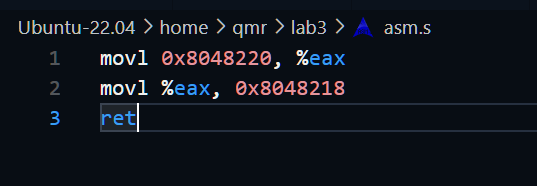 Ubuntu-22.04 > home > qmr > lab3 > asm.s
1 movl 0x8048220, %eax
2 movl %eax, 0x8048218
3 ret